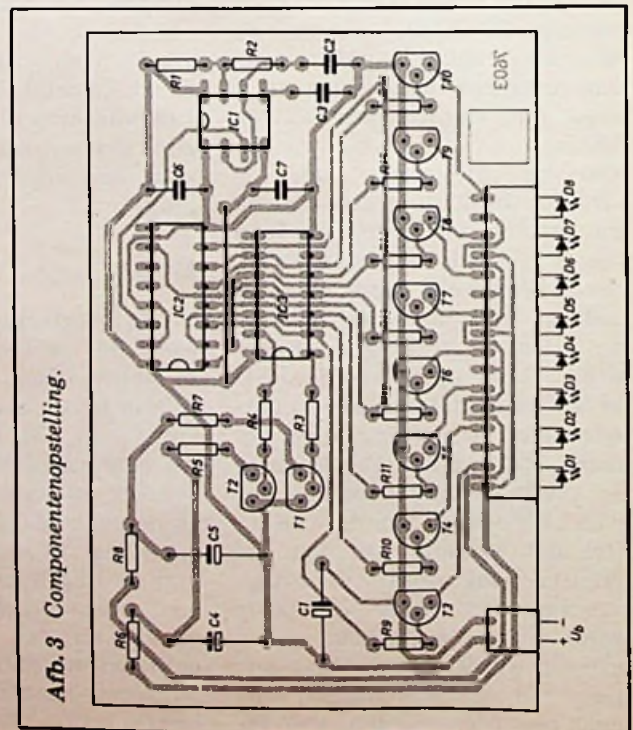 Afb. 3 Componentenopstelling.
7603
R1
R2
C2
C3
IC1
C6
C7
IC2
IC3
R7
R5
R4
R3
T2
T1
R8
R6
C5
C4
C1
T10
T9
T8
T7
T6
T4
T3
R11
R10
R9
D8
D7
D6
D5
D4
D3
D2
D1
Ub
+
-